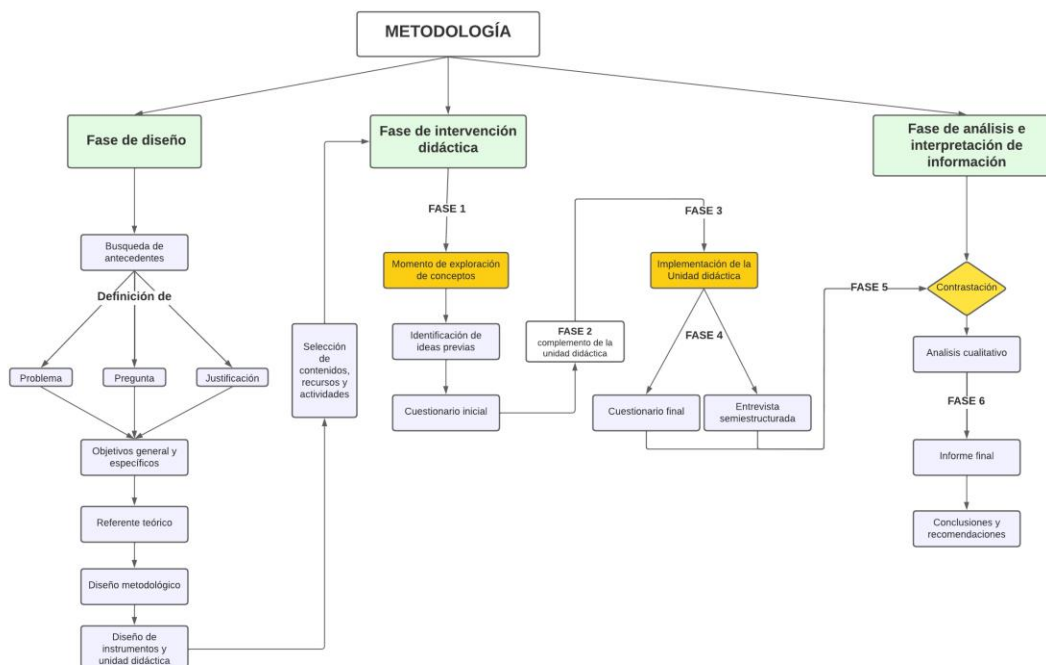 METODOLOGÍA
Fase de diseño
Busqueda de
antecedentes
Definición de
Problema
Pregunta
Justificación
Objetivos general y
específicos
Referente teórico
Diseño metodológico
Diseño de
instrumentos y
unidad didáctica
Selección
de
contenidos,
recursos y
actividades
Fase de intervención
didáctica
FASE 1
Momento de exploración
de conceptos
Identificación de
ideas previas
Cuestionario inicial
FASE 2
complemento de la
unidad didáctica
FASE 3
Implementación de la
Unidad didáctica
FASE 4
Cuestionario final
Entrevista
semiestructurada
Fase de análisis e
interpretación de
información
FASE 5
Contrastación
Analisis cualitativo
FASE 6
Informe final
Conclusiones y
recomendaciones